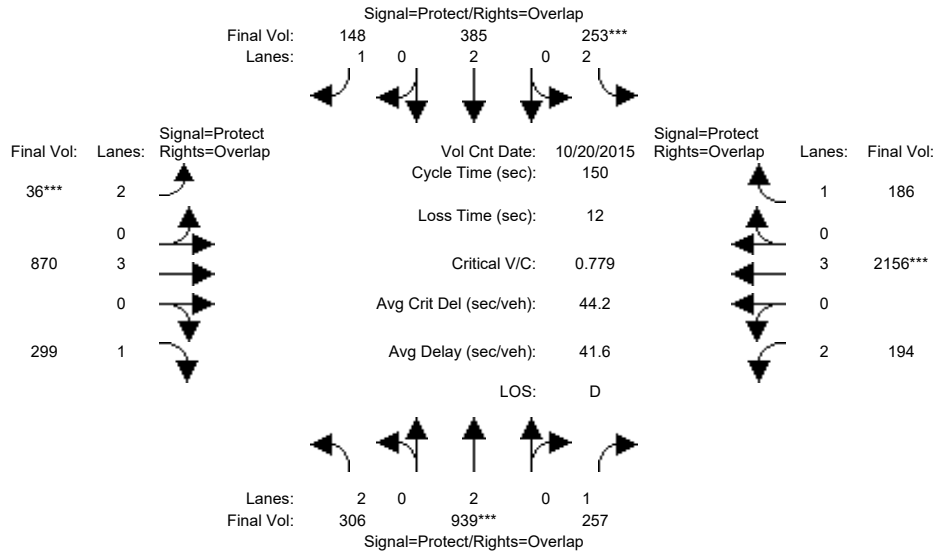 Signal=Protect/Rights=Overlap
Final Vol: 148 385 253***
Lanes: 1 0 2 0 2
Signal=Protect Signal=Protect
Final Vol: Lanes: Rights=Overlap Vol Cnt Date: 10/20/2015 Rights=Overlap Lanes: Final Vol:
Cycle Time (sec): 150
36*** 2 1 186
Loss Time (sec): 12
0 0
870 3 Critical V/C: 0.779 3 2156***
0 Avg Crit Del (sec/veh): 44.2 0
299 1 Avg Delay (sec/veh): 41.6 2 194
LOS: D
Lanes: 2 0 2 0 1
Final Vol: 306 939*** 257
Signal=Protect/Rights=Overlap